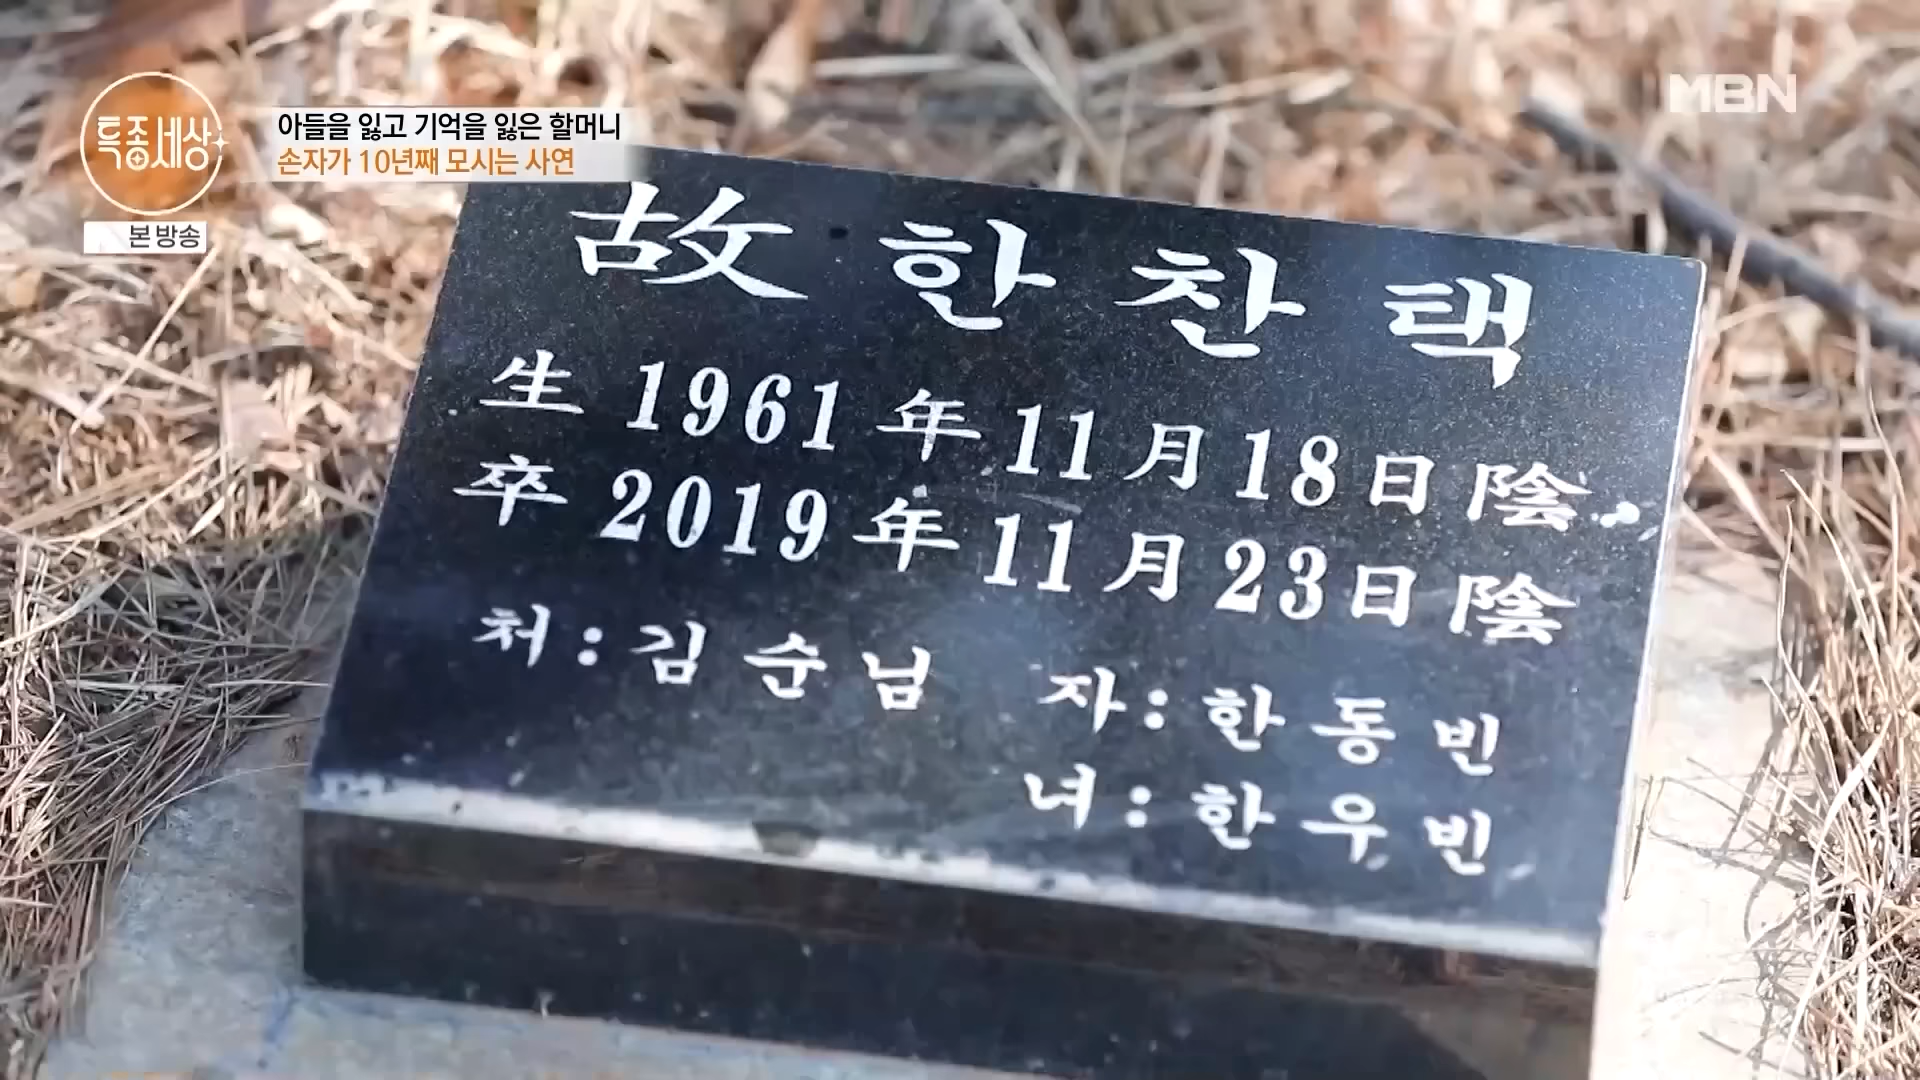 특종세상
본방송
아들을 잃고 기억을 잃은 할머니
손자가 10년째 모시는 사연
MBN
故 한 찬 택
生 1961 年 11 月 18 日 陰
卒 2019 年 11 月 23 日 陰
처 : 김 순 님 자 : 한 동 빈
녀 : 한 우 빈